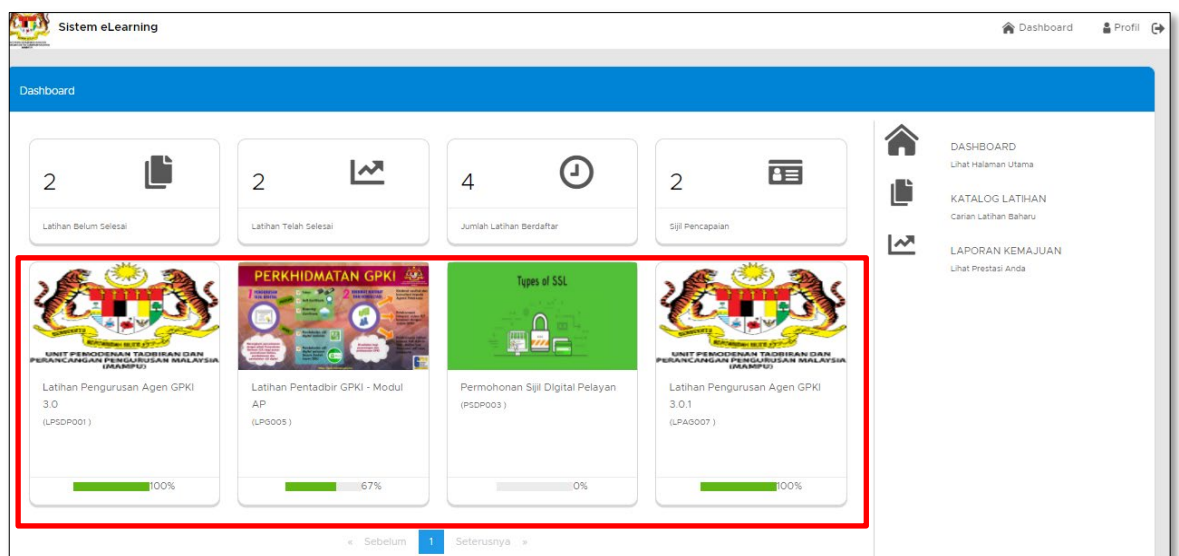 Sistem eLearning
Dashboard
Profil
Dashboard
2
Latihan Belum Selesai
2
Latihan Telah Selesai
4
Jumlah Latihan Berdaftar
2
Sijil Pencapaian
DASHBOARD
Lihat Halaman Utama
KATALOG LATIHAN
Carian Latihan Baharu
LAPORAN KEMAJUAN
Lihat Prestasi Anda
UNIT PEMODENAN TADBIRAN DAN
PERANCANGAN PENGURUSAN MALAYSIA
(MAMPU)
Latihan Pengurusan Agen GPKI
3.0
(LPSDP001 )
100%
PERKHIDMATAN GPKI
Latihan Pentadbir GPKI - Modul
AP
(LPG005 )
67%
Types of SSL
Permohonan Sijil DIgital Pelayan
(PSDP003 )
0%
UNIT PEMODENAN TADBIRAN DAN
PERANCANGAN PENGURUSAN MALAYSIA
(MAMPU)
Latihan Pengurusan Agen GPKI
3.0.1
(LPAG007 )
100%
« Sebelum 1 Seterusnya »